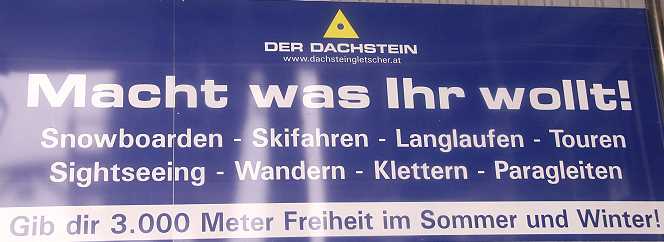 DER DACHSTEIN
www.dachsteingletscher.at
Macht was Ihr wollt!
Snowboarden - Skifahren - Langlaufen - Touren
Sightseeing - Wandern - Klettern - Paragleiten
Gib dir 3.000 Meter Freiheit im Sommer und Winter!